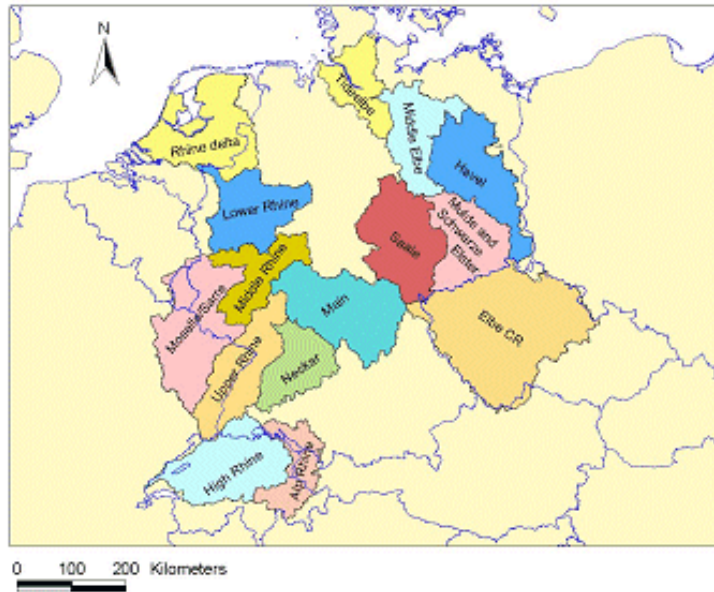 N
Tideelbe
Rhine delta
Middle Elbe
Havel
Lower Rhine
Mulde and
Schwarze
Elster
Saale
Middle Rhine
Mosella/Sarre
Main
Elbe CR
Upper Rhine
Neckar
High Rhine
Alp Rhine
0 100 200 Kilometers